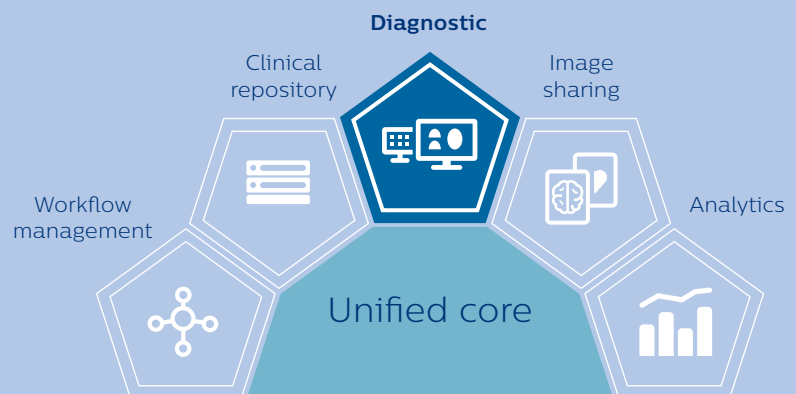 Diagnostic
Clinical
repository
Image
sharing
Workflow
management
Analytics
Unified core